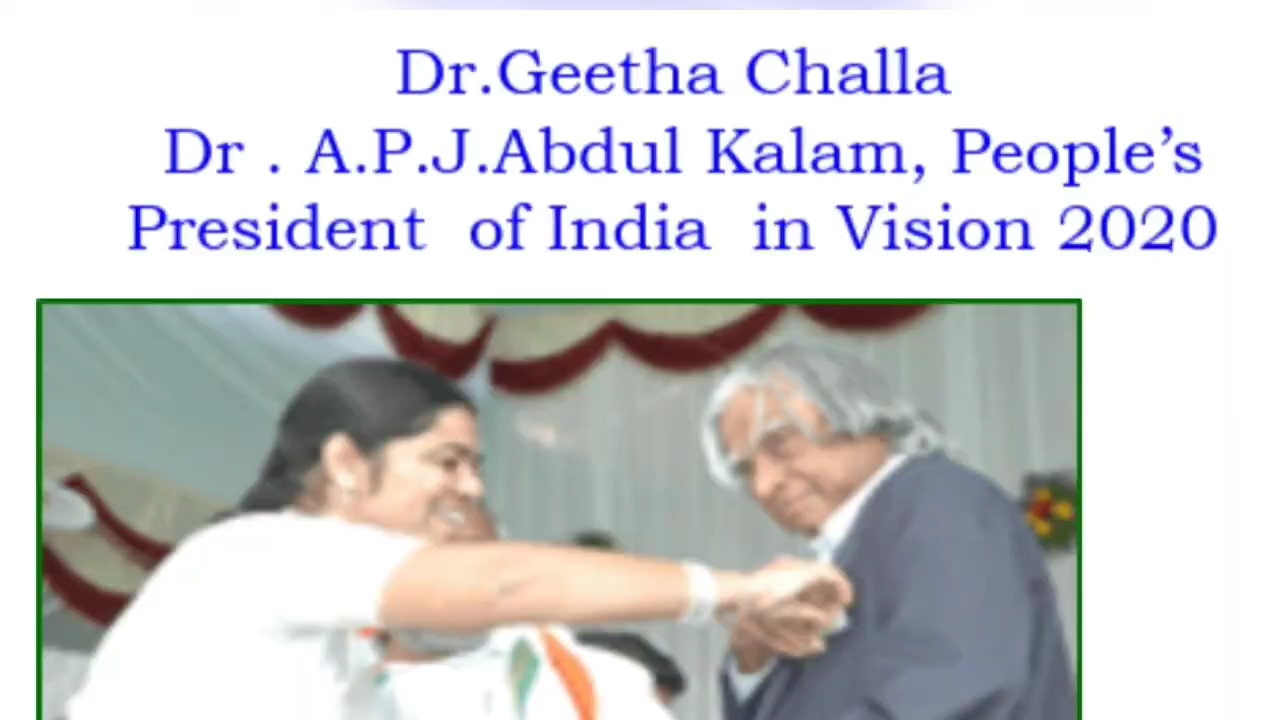 Dr.Geetha Challa
Dr . A.P.J.Abdul Kalam, People’s
President of India in Vision 2020